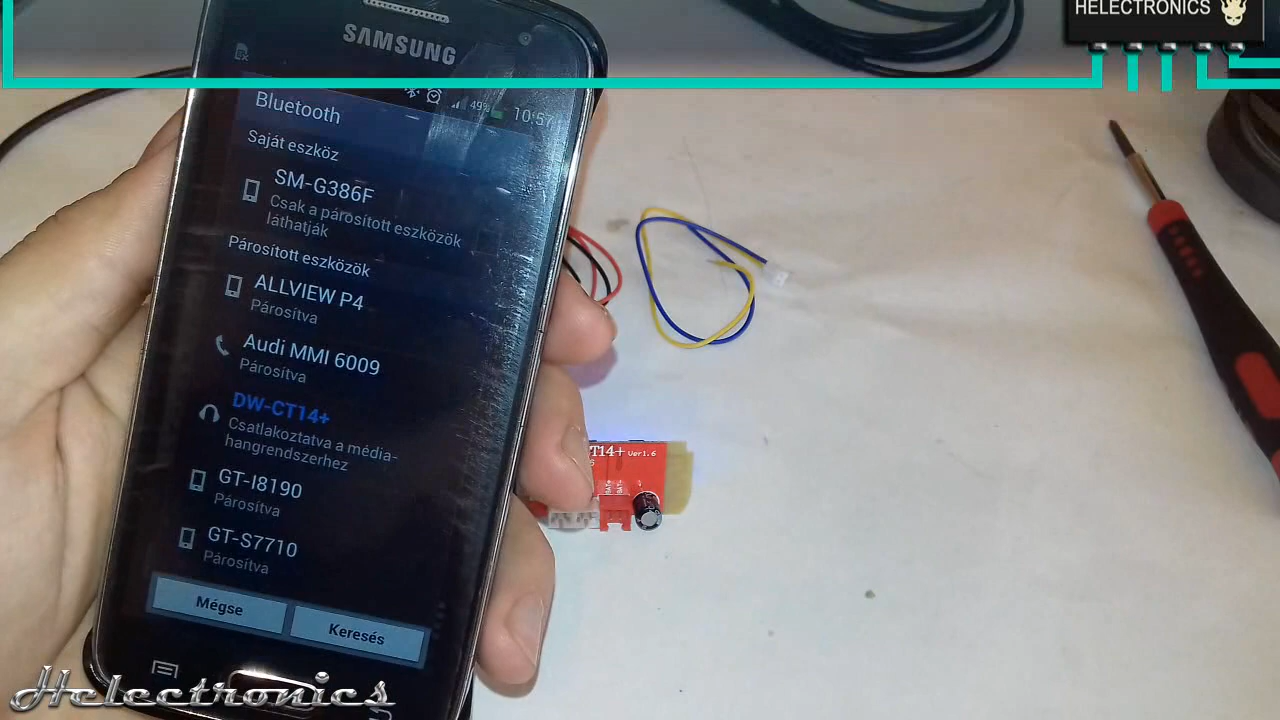 HELECTRONICS
SAMSUNG
49% 10:57
Bluetooth
Saját eszköz
SM-G386F
Csak a párosított eszközök
láthatják
Párosított eszközök
ALLVIEW P4
Párosítva
Audi MMI 6009
Párosítva
DW-CT14+
Csatlakoztatva a média-
hangrendszerhez
GT-I8190
Párosítva
GT-S7710
Párosítva
Mégse
Keresés
T14+ Ver1.6
Helectronics